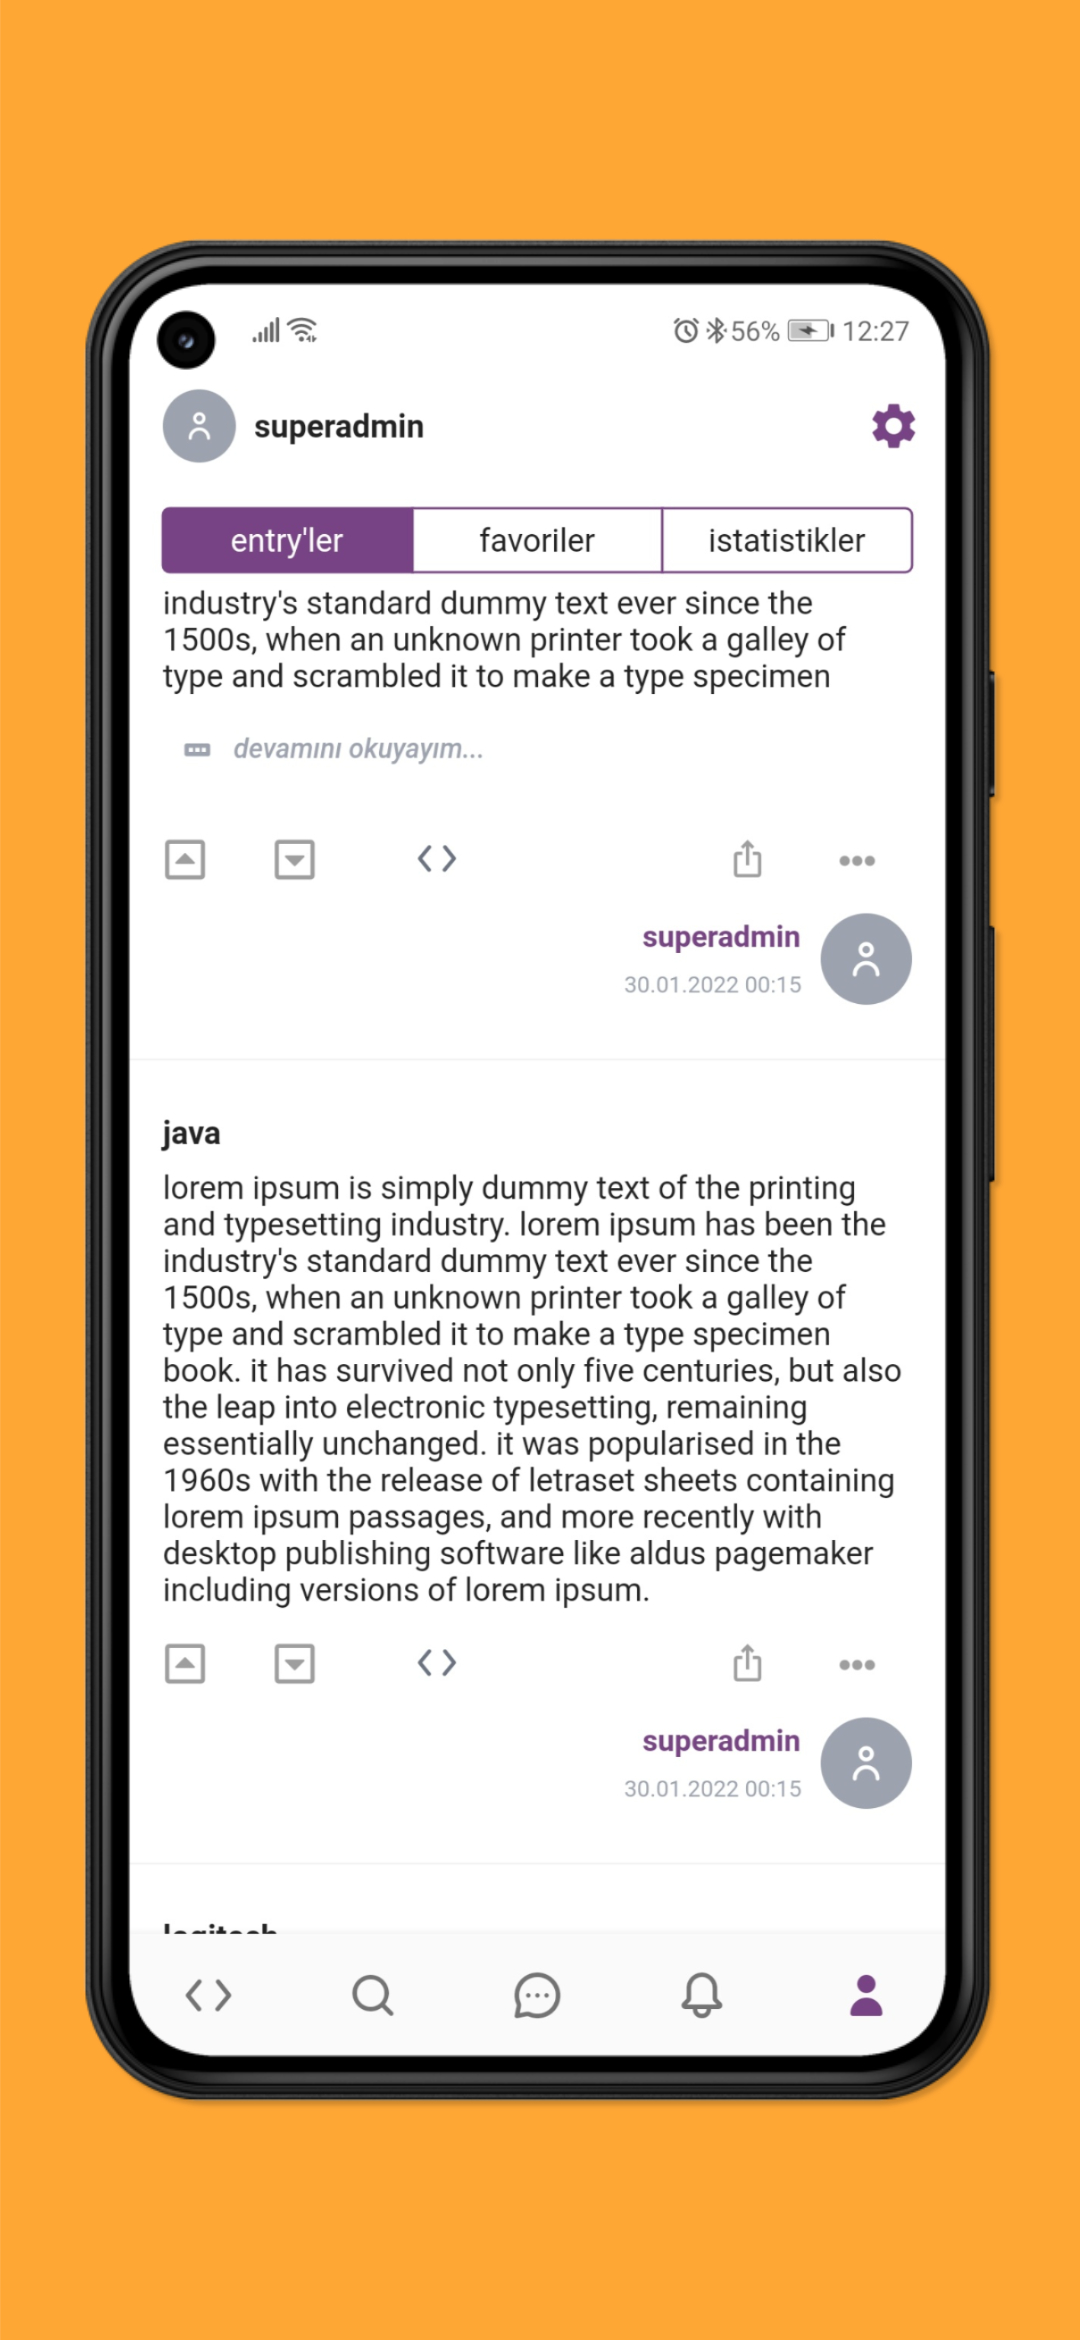 56% 12:27
superadmin
entry'ler favoriler istatistikler
industry's standard dummy text ever since the
1500s, when an unknown printer took a galley of
type and scrambled it to make a type specimen
devamını okuyayım...
superadmin
30.01.2022 00:15
java
lorem ipsum is simply dummy text of the printing
and typesetting industry. lorem ipsum has been the
industry's standard dummy text ever since the
1500s, when an unknown printer took a galley of
type and scrambled it to make a type specimen
book. it has survived not only five centuries, but also
the leap into electronic typesetting, remaining
essentially unchanged. it was popularised in the
1960s with the release of letraset sheets containing
lorem ipsum passages, and more recently with
desktop publishing software like aldus pagemaker
including versions of lorem ipsum.
superadmin
30.01.2022 00:15
logitech